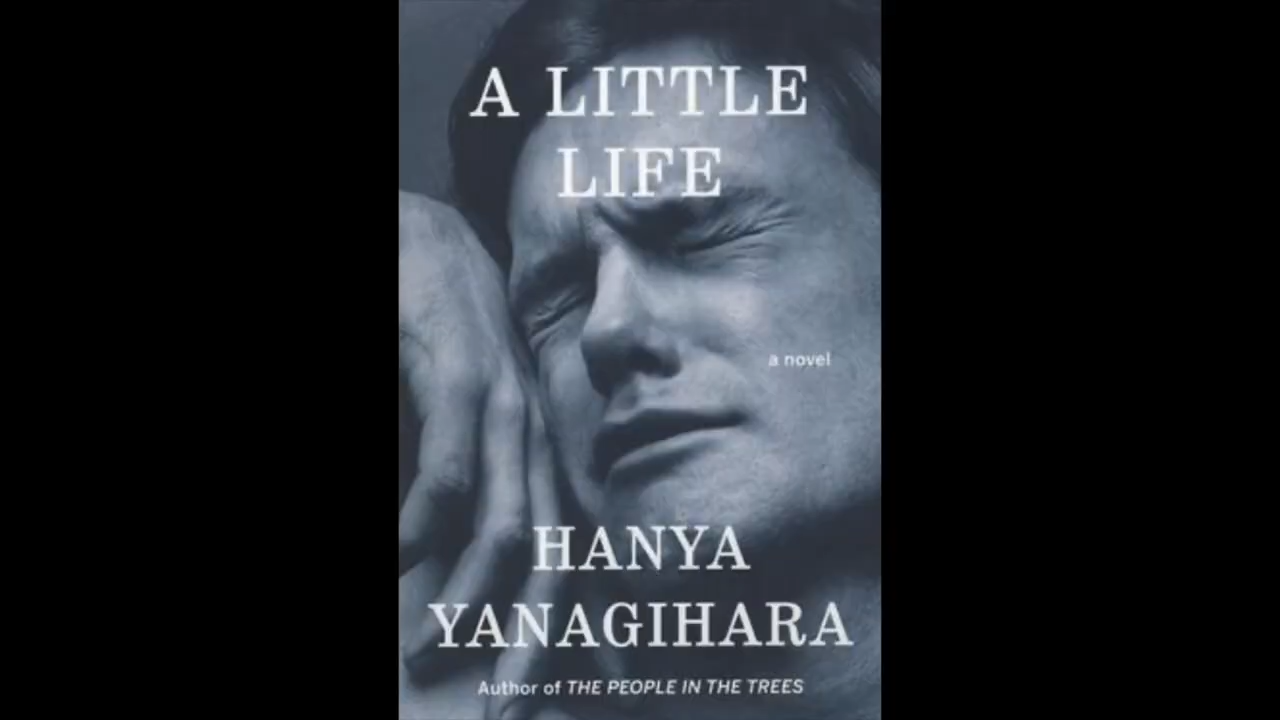 A LITTLE
LIFE
a novel
HANYA
YANAGIHARA
Author of THE PEOPLE IN THE TREES